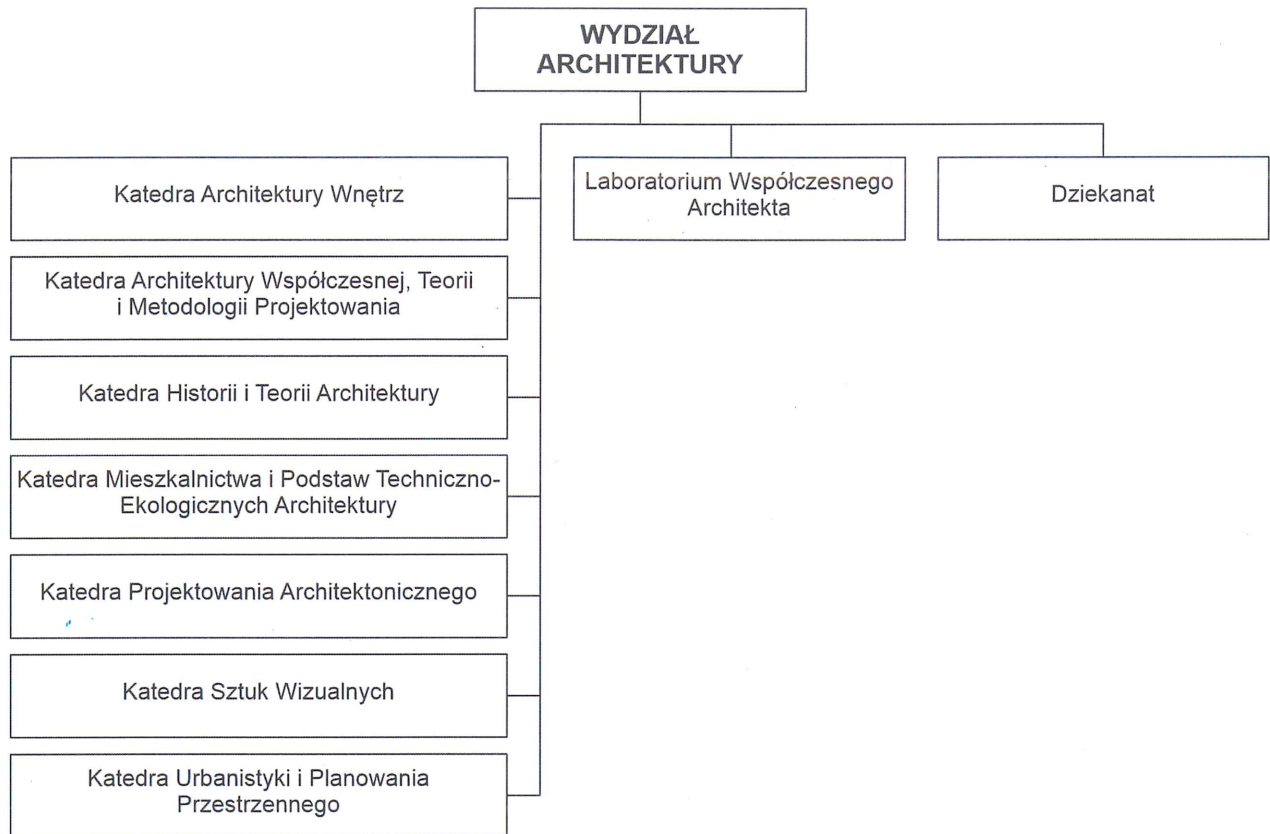 WYDZIAŁ
ARCHITEKTURY
Katedra Architektury Wnętrz
Laboratorium Współczesnego
Architekta
Dziekanat
Katedra Architektury Współczesnej, Teorii
i Metodologii Projektowania
Katedra Historii i Teorii Architektury
Katedra Mieszkalnictwa i Podstaw Techniczno-
Ekologicznych Architektury
Katedra Projektowania Architektonicznego
Katedra Sztuk Wizualnych
Katedra Urbanistyki i Planowania
Przestrzennego